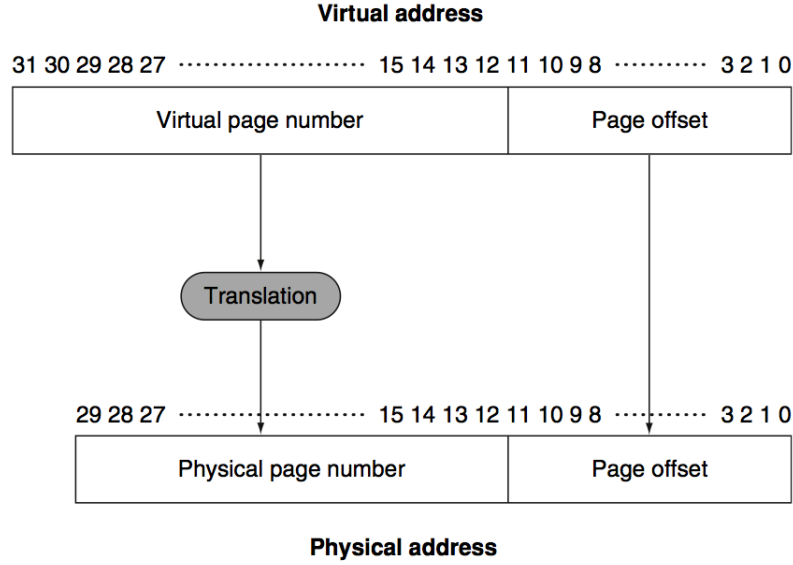 Virtual address
31 30 29 28 27 ······················ 15 14 13 12 11 10 9 8 ··········· 3 2 1 0
Virtual page number Page offset
Translation
29 28 27 ······················ 15 14 13 12 11 10 9 8 ··········· 3 2 1 0
Physical page number Page offset
Physical address